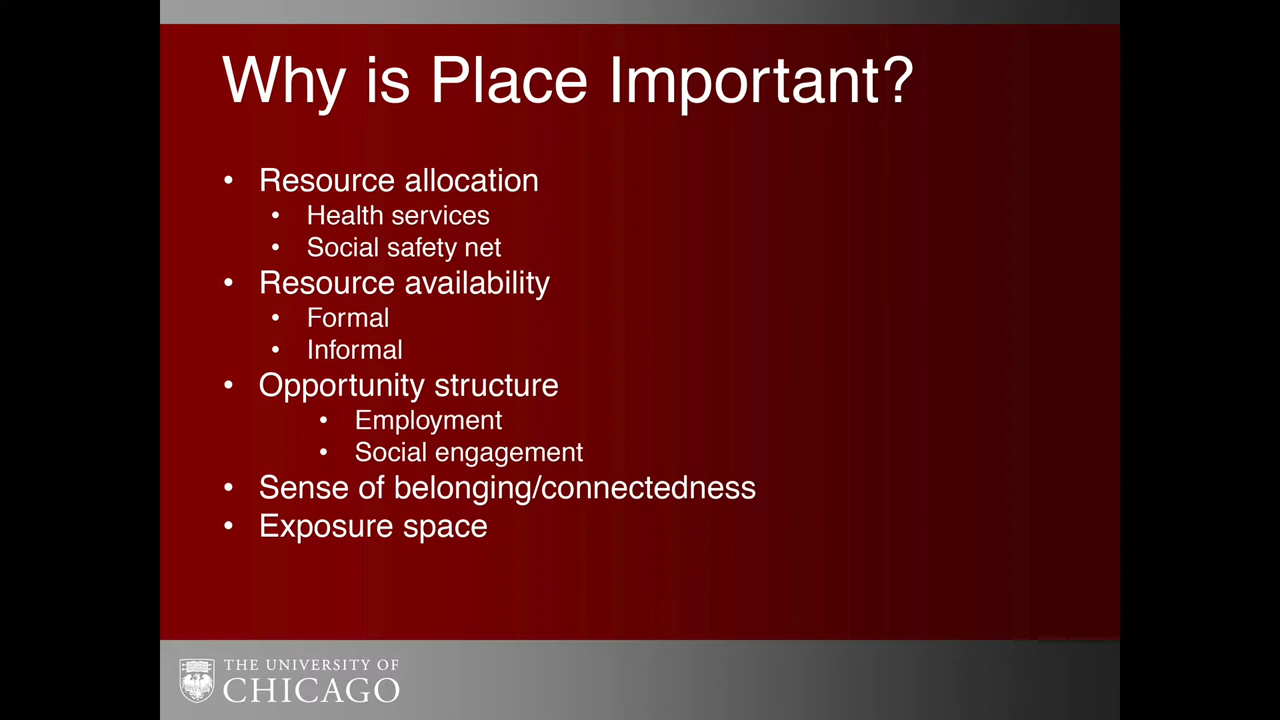 Why is Place Important?
• Resource allocation
• Health services
• Social safety net
• Resource availability
• Formal
• Informal
• Opportunity structure
• Employment
• Social engagement
• Sense of belonging/connectedness
• Exposure space
THE UNIVERSITY OF
CHICAGO